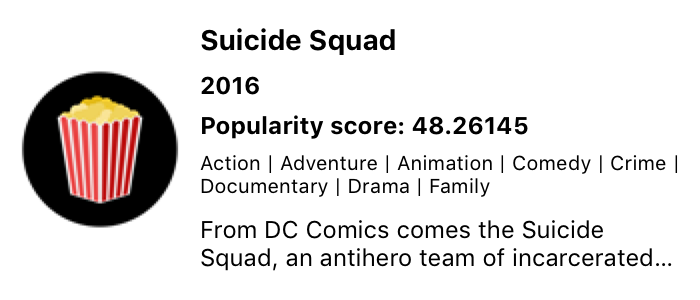 Suicide Squad
2016
Popularity score: 48.26145
Action | Adventure | Animation | Comedy | Crime |
Documentary | Drama | Family
From DC Comics comes the Suicide
Squad, an antihero team of incarcerated...